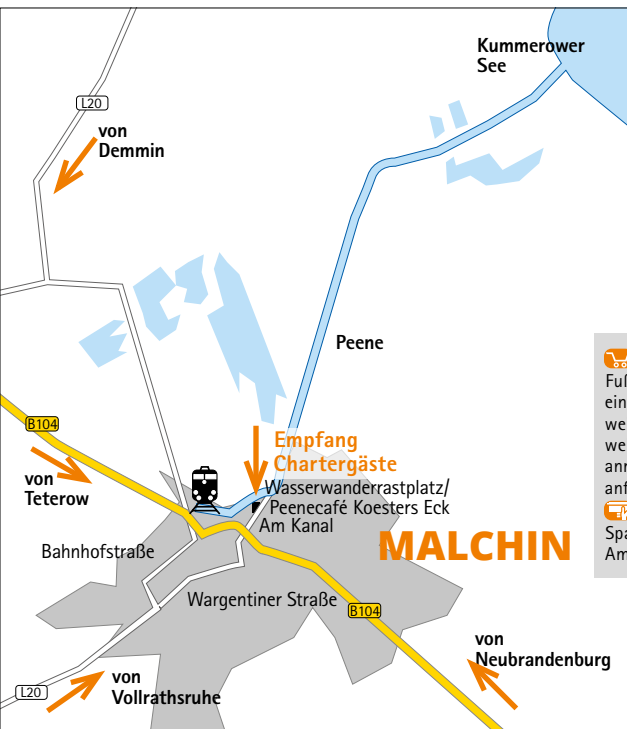 Kummerower
See
L20
von
Demmin
Peene
B104
Empfang
Chartergäste
von
Teterow
Wasserwanderrastplatz/
Peenecafé Koesters Eck
Am Kanal
Bahnhofstraße
MALCHIN
Wargentiner Straße
B104
von
Neubrandenburg
von
Vollrathsruhe
L20
Am